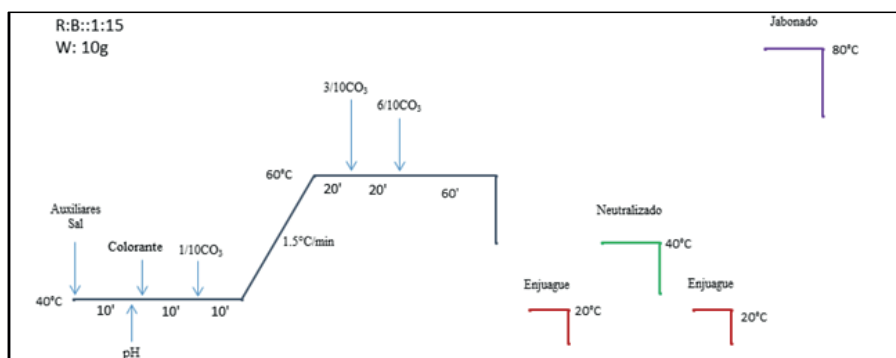 R:B::1:15
W: 10g
Jabonado
80°C
3/10CO₃
6/10CO₃
60°C
20'
20'
60'
Auxiliares
Sal
Colorante
1/10CO₃
1.5°C/min
Neutralizado
40°C
40°C
10'
10'
10'
pH
Enjuague
20°C
Enjuague
20°C